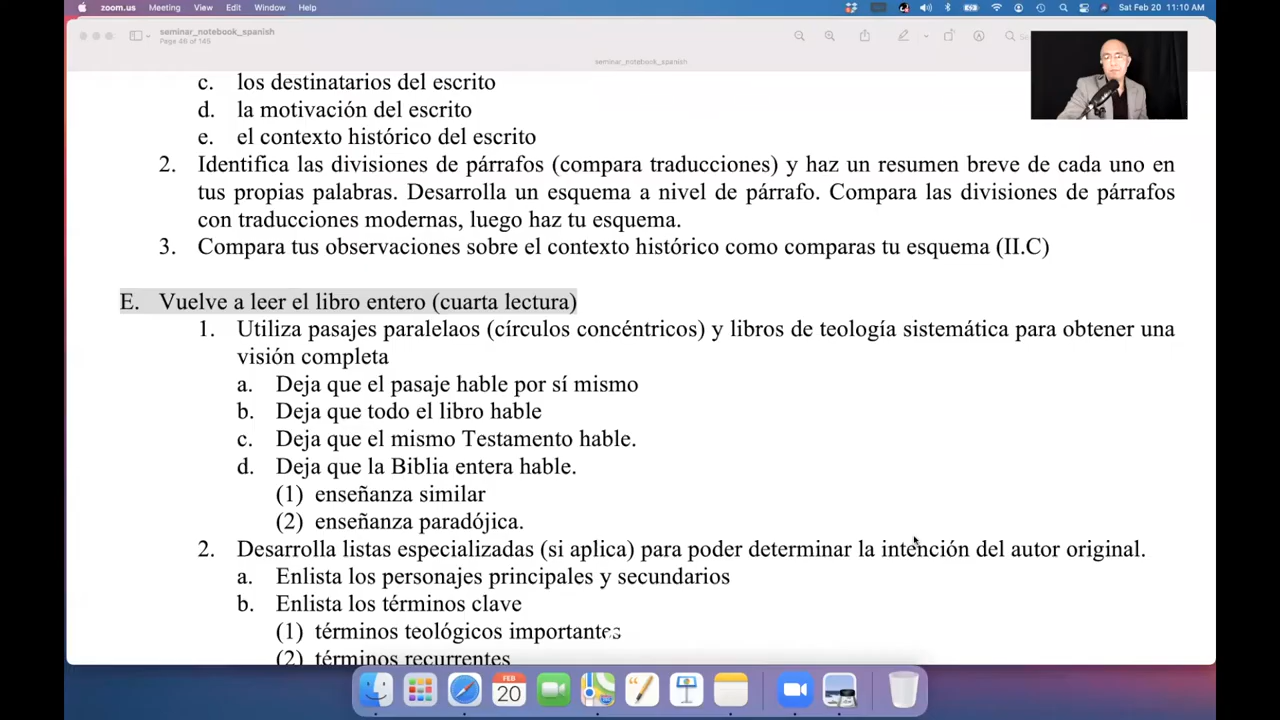 zoom.us Meeting View Edit Window Help Sat Feb 20 11:10 AM
seminar_notebook_spanish
Page 46 of 145
seminar_notebook_spanish
c. los destinatarios del escrito
d. la motivación del escrito
e. el contexto histórico del escrito
2. Identifica las divisiones de párrafos (compara traducciones) y haz un resumen breve de cada uno en
tus propias palabras. Desarrolla un esquema a nivel de párrafo. Compara las divisiones de párrafos
con traducciones modernas, luego haz tu esquema.
3. Compara tus observaciones sobre el contexto histórico como comparas tu esquema (II.C)
E. Vuelve a leer el libro entero (cuarta lectura)
1. Utiliza pasajes paralelaos (círculos concéntricos) y libros de teología sistemática para obtener una
visión completa
a. Deja que el pasaje hable por sí mismo
b. Deja que todo el libro hable
c. Deja que el mismo Testamento hable.
d. Deja que la Biblia entera hable.
(1) enseñanza similar
(2) enseñanza paradójica.
2. Desarrolla listas especializadas (si aplica) para poder determinar la intención del autor original.
a. Enlista los personajes principales y secundarios
b. Enlista los términos clave
(1) términos teológicos importantes
(2) términos recurrentes
FEB
20